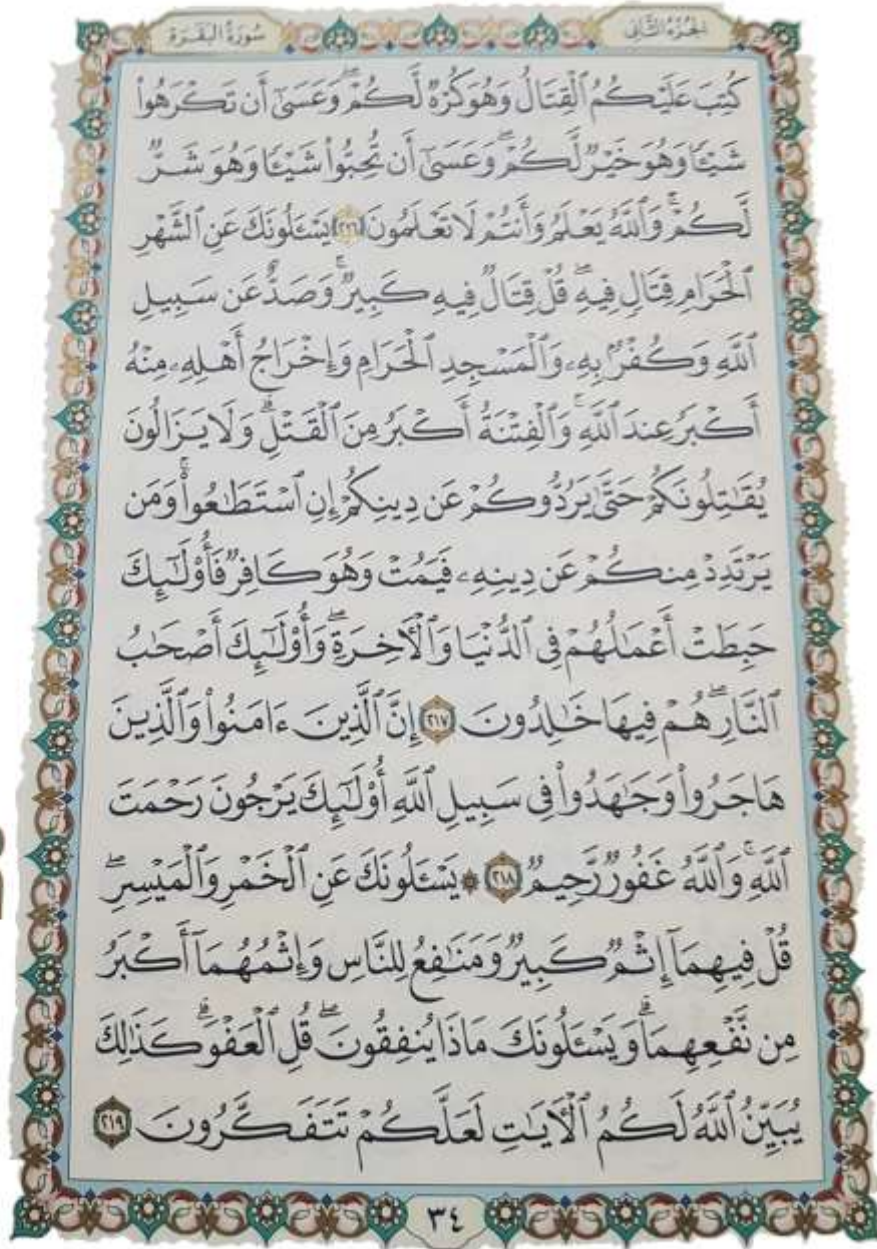 الجزء الثاني
سورة البقرة
كُتِبَ عَلَيْكُمُ ٱلْقِتَالُ وَهُوَ كُرْهٌ لَّكُمْ ۖ وَعَسَىٰٓ أَن تَكْرَهُوا۟
شَيْـًٔا وَهُوَ خَيْرٌ لَّكُمْ ۖ وَعَسَىٰٓ أَن تُحِبُّوا۟ شَيْـًٔا وَهُوَ شَرٌّ
لَّكُمْ ۚ وَٱللَّهُ يَعْلَمُ وَأَنتُمْ لَا تَعْلَمُونَ ٢١٦ يَسْـَٔلُونَكَ عَنِ ٱلشَّهْرِ
ٱلْحَرَامِ قِتَالٍ فِيهِ ۖ قُلْ قِتَالٌ فِيهِ كَبِيرٌ ۚ وَصَدٌّ عَن سَبِيلِ
ٱللَّهِ وَكُفْرٌۢ بِهِۦ وَٱلْمَسْجِدِ ٱلْحَرَامِ وَإِخْرَاجُ أَهْلِهِۦ مِنْهُ
أَكْبَرُ عِندَ ٱللَّهِ ۚ وَٱلْفِتْنَةُ أَكْبَرُ مِنَ ٱلْقَتْلِ ۗ وَلَا يَزَالُونَ
يُقَـٰتِلُونَكُمْ حَتَّىٰ يَرُدُّوكُمْ عَن دِينِكُمْ إِنِ ٱسْتَطَـٰعُوا۟ ۚ وَمَن
يَرْتَدِدْ مِنكُمْ عَن دِينِهِۦ فَيَمُتْ وَهُوَ كَافِرٌ فَأُو۟لَـٰٓئِكَ
حَبِطَتْ أَعْمَـٰلُهُمْ فِى ٱلدُّنْيَا وَٱلْـَٔاخِرَةِ ۖ وَأُو۟لَـٰٓئِكَ أَصْحَـٰبُ
ٱلنَّارِ ۖ هُمْ فِيهَا خَـٰلِدُونَ ٢١٧ إِنَّ ٱلَّذِينَ ءَامَنُوا۟ وَٱلَّذِينَ
هَاجَرُوا۟ وَجَـٰهَدُوا۟ فِى سَبِيلِ ٱللَّهِ أُو۟لَـٰٓئِكَ يَرْجُونَ رَحْمَتَ
ٱللَّهِ ۚ وَٱللَّهُ غَفُورٌ رَّحِيمٌ ٢١٨ ۞ يَسْـَٔلُونَكَ عَنِ ٱلْخَمْرِ وَٱلْمَيْسِرِ ۖ
قُلْ فِيهِمَآ إِثْمٌ كَبِيرٌ وَمَنَـٰفِعُ لِلنَّاسِ وَإِثْمُهُمَآ أَكْبَرُ
مِن نَّفْعِهِمَا ۗ وَيَسْـَٔلُونَكَ مَاذَا يُنفِقُونَ ۖ قُلِ ٱلْعَفْوَ ۗ كَذَٰلِكَ
يُبَيِّنُ ٱللَّهُ لَكُمُ ٱلْـَٔايَـٰتِ لَعَلَّكُمْ تَتَفَكَّرُونَ ٢١٩
٣٤